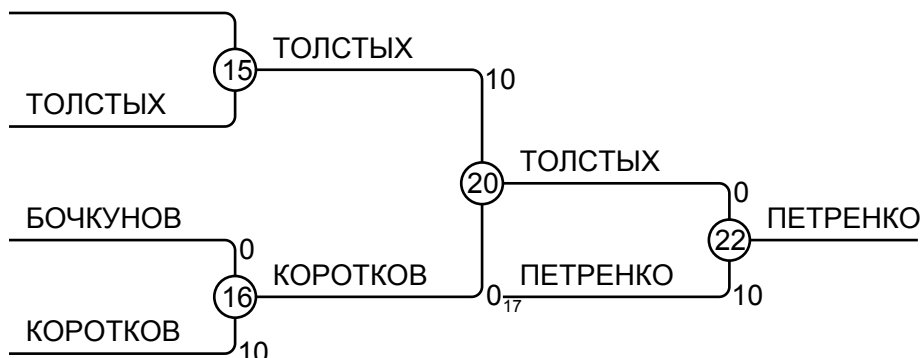 15
ТОЛСТЫХ
10
ТОЛСТЫХ
20
ТОЛСТЫХ
0
БОЧКУНОВ
0
22
ПЕТРЕНКО
16
КОРОТКОВ
0
17
ПЕТРЕНКО
10
КОРОТКОВ
10